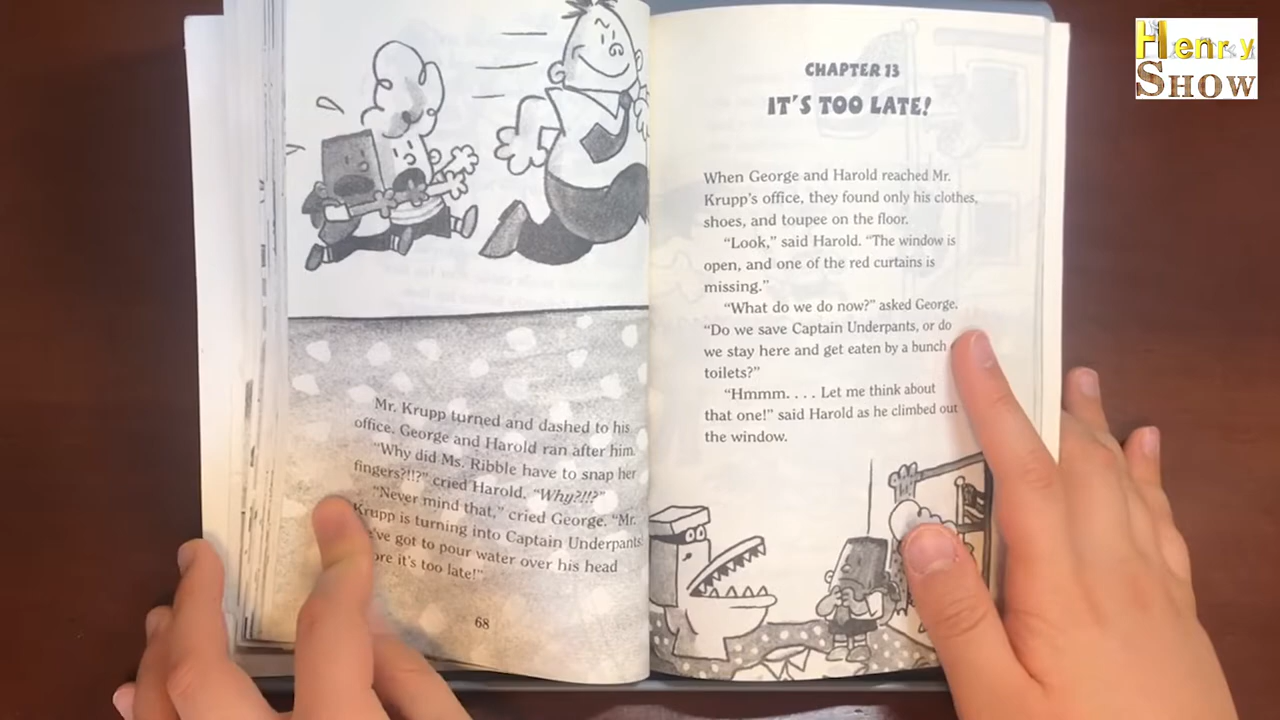 Mr. Krupp turned and dashed to his
office. George and Harold ran after him.
"Why did Ms. Ribble have to snap her
fingers?!!?" cried Harold. "Why?!!?"
"Never mind that," cried George. "Mr.
Krupp is turning into Captain Underpants.
've got to pour water over his head
ore it's too late!"
68
CHAPTER 13
IT'S TOO LATE!
When George and Harold reached Mr.
Krupp's office, they found only his clothes,
shoes, and toupee on the floor.
"Look," said Harold. "The window is
open, and one of the red curtains is
missing."
"What do we do now?" asked George.
"Do we save Captain Underpants, or do
we stay here and get eaten by a bunch
toilets?"
"Hmmm. . . . Let me think about
that one!" said Harold as he climbed out
the window.
Henry
SHOW